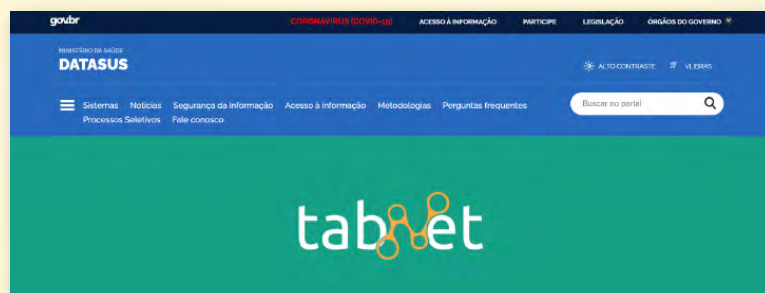 gov.br CORONAVÍRUS (COVID-19) ACESSO À INFORMAÇÃO PARTICIPE LEGISLAÇÃO ÓRGÃOS DO GOVERNO
MINISTÉRIO DA SAÚDE
DATASUS
ALTO CONTRASTE VLIBRAS
Sistemas Notícias Segurança da informação Acesso à informação Metodologias Perguntas frequentes
Buscar no portal
Processos Seletivos Fale conosco
tabnet